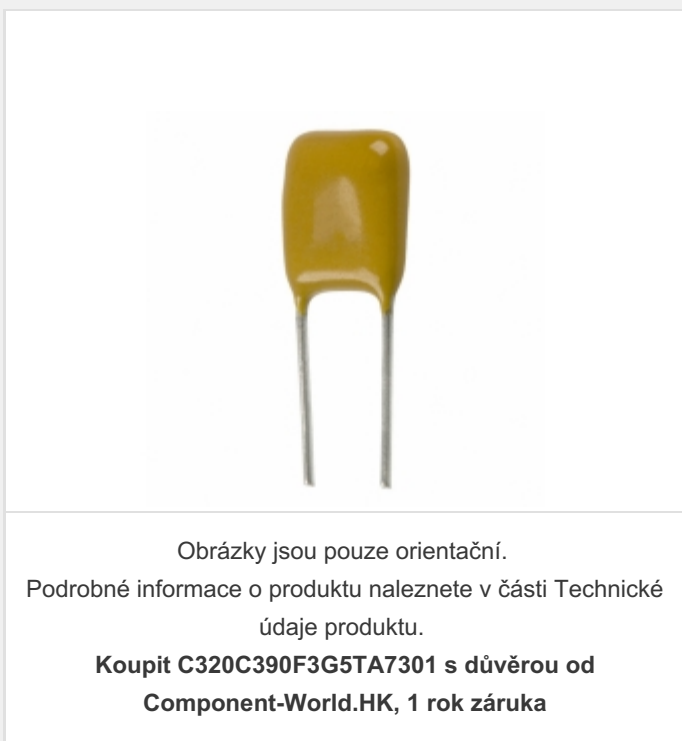 Obrázky jsou pouze orientační.
Podrobné informace o produktu naleznete v části Technické
údaje produktu.
Koupit C320C390F3G5TA7301 s důvěrou od
Component-World.HK, 1 rok záruka